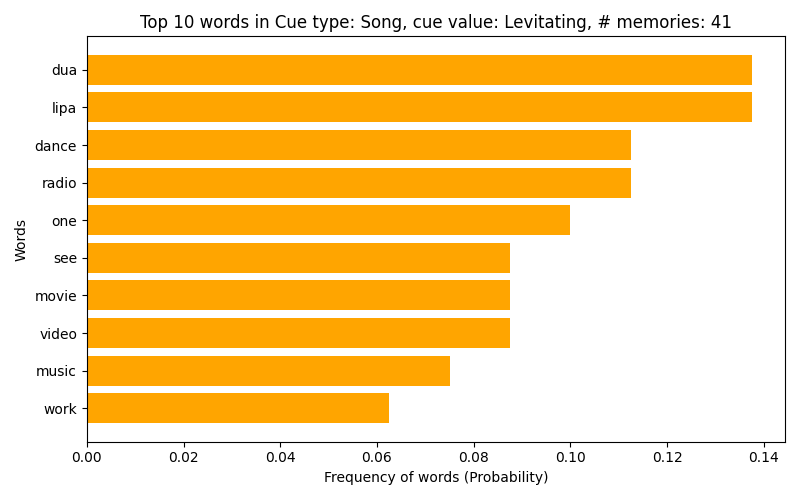 Top 10 words in Cue type: Song, cue value: Levitating, # memories: 41
Words
dua
lipa
dance
radio
one
see
movie
video
music
work
0.00 0.02 0.04 0.06 0.08 0.10 0.12 0.14
Frequency of words (Probability)